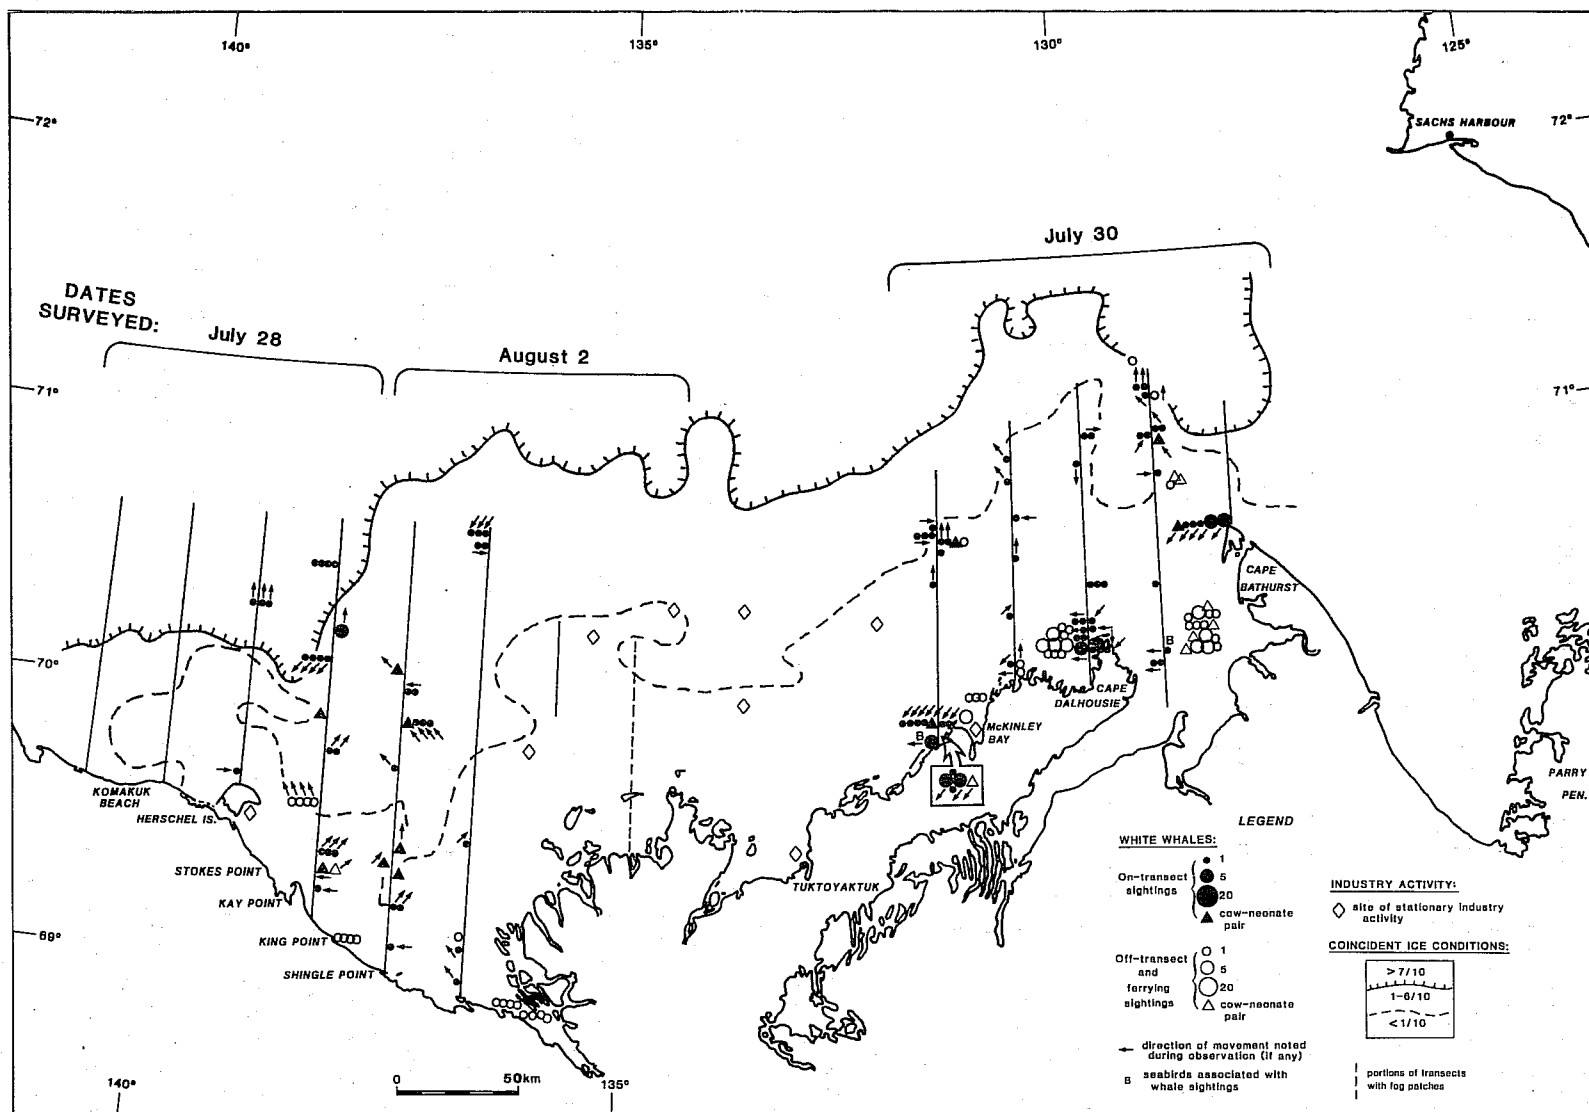 140°
135°
130°
125°
72°
SACHS HARBOUR
72°
July 30
DATES
SURVEYED:
July 28
August 2
71°
71°
CAPE
BATHURST
70°
70°
B
CAPE
DALHOUSIE
McKINLEY
BAY
B
KOMAKUK
BEACH
HERSCHEL IS.
PARRY
PEN.
STOKES POINT
KAY POINT
TUKTOYAKTUK
KING POINT
69°
69°
SHINGLE POINT
LEGEND
WHITE WHALES:
On-transect
sightings
1
5
20
cow-neonate
pair
Off-transect
and
ferrying
sightings
1
5
20
cow-neonate
pair
direction of movement noted
during observation (if any)
B seabirds associated with
whale sightings
INDUSTRY ACTIVITY:
site of stationary industry
activity
COINCIDENT ICE CONDITIONS:
>7/10
1-6/10
<1/10
portions of transects
with fog patches
0 50km
140°
135°